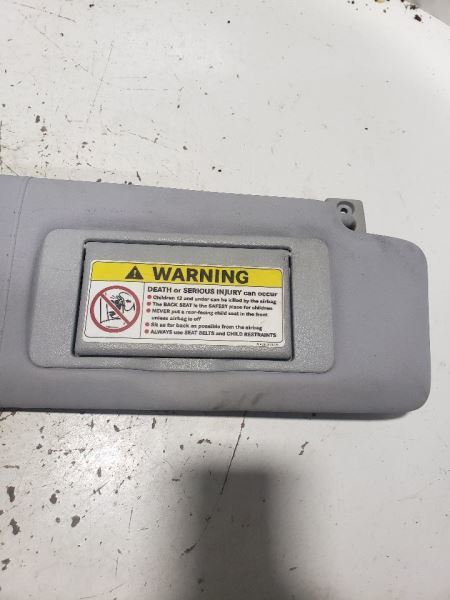 WARNING
DEATH or SERIOUS INJURY can occur
Children 12 and under can be killed by the airbag
The BACK SEAT is the SAFEST place for children
NEVER put a rear-facing child seat in the front
unless airbag is off
Sit as far back as possible from the airbag
ALWAYS use SEAT BELTS and CHILD RESTRAINTS